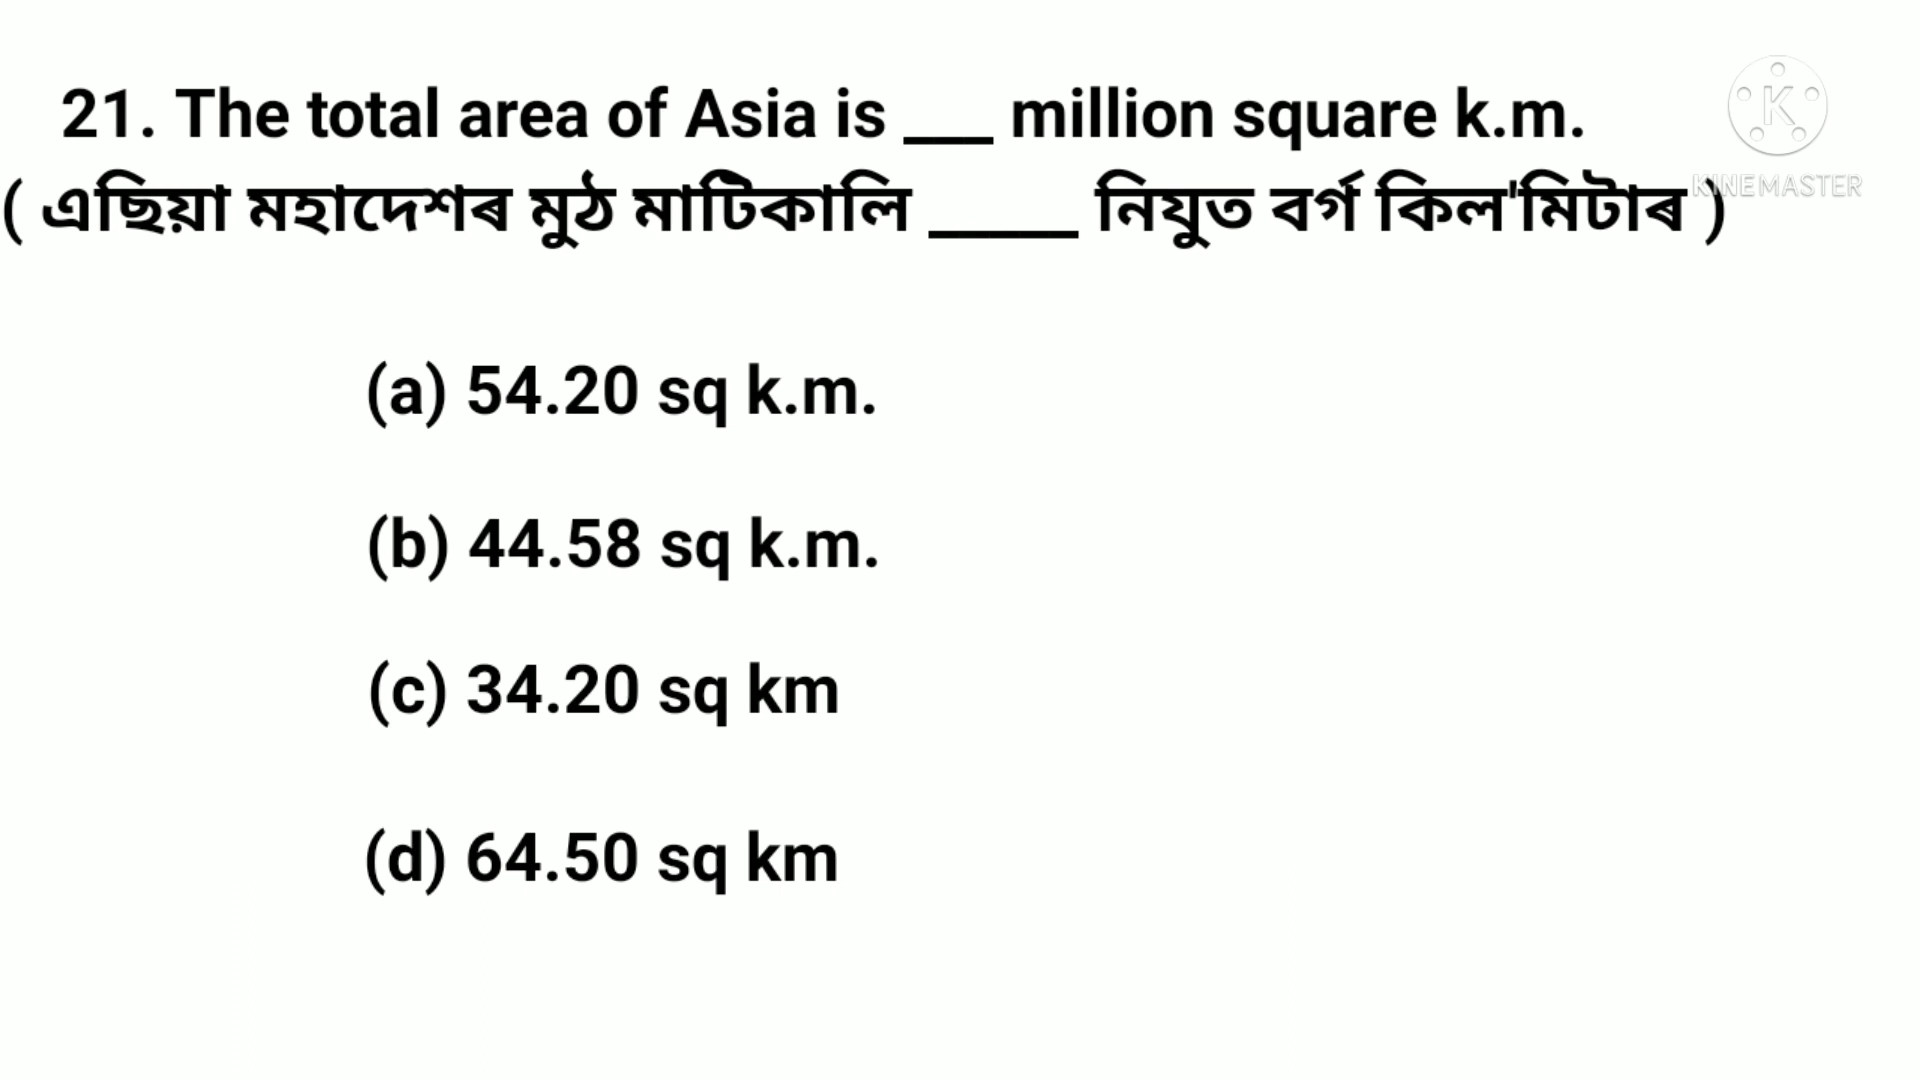 21. The total area of Asia is ___ million square k.m.
( এছিয়া মহাদেশৰ মুঠ মাটিকালি _____ নিযুত বৰ্গ কিল'মিটাৰ )
KINEMASTER
(a) 54.20 sq k.m.
(b) 44.58 sq k.m.
(c) 34.20 sq km
(d) 64.50 sq km